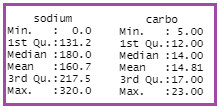 sodium carbo
Min. : 0.0 Min. : 5.00
1st Qu.:131.2 1st Qu.:12.00
Median :180.0 Median :14.00
Mean :160.7 Mean :14.81
3rd Qu.:217.5 3rd Qu.:17.00
Max. :320.0 Max. :23.00